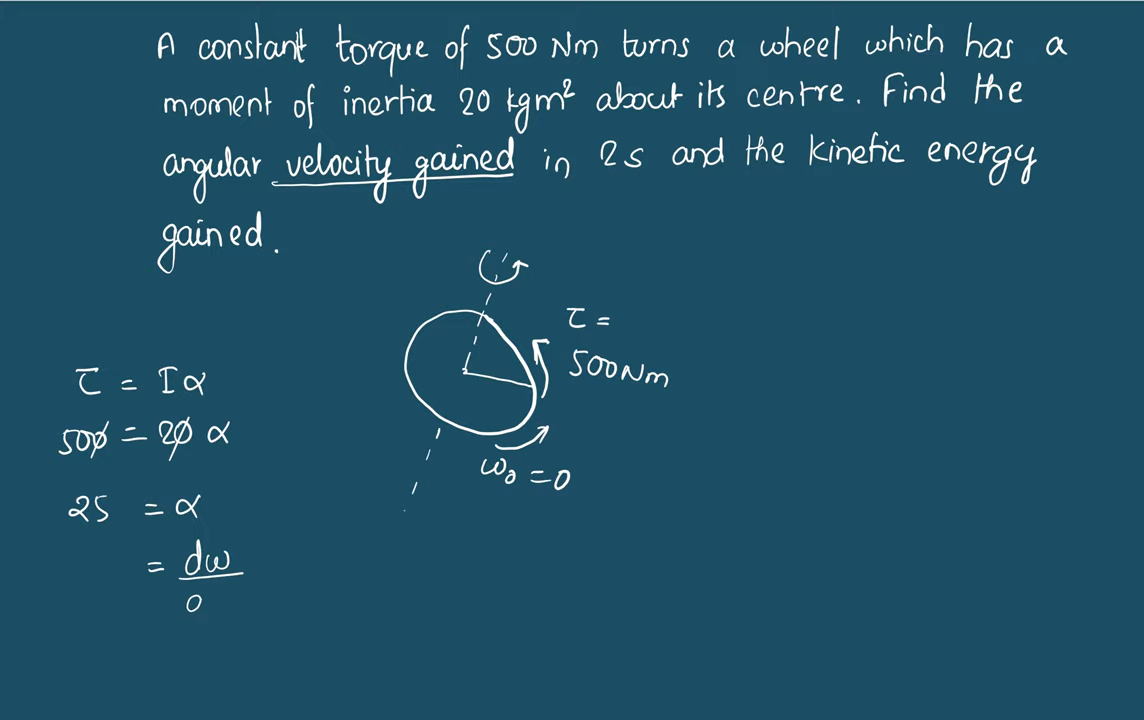 A constant torque of 500 Nm turns a wheel which has a
moment of inertia 20 kgm² about its centre. Find the
angular velocity gained in 2s and the kinetic energy
gained.
τ =
500Nm
τ = Iα
500 = 20 α
ω₀ = 0
25 = α
= dω